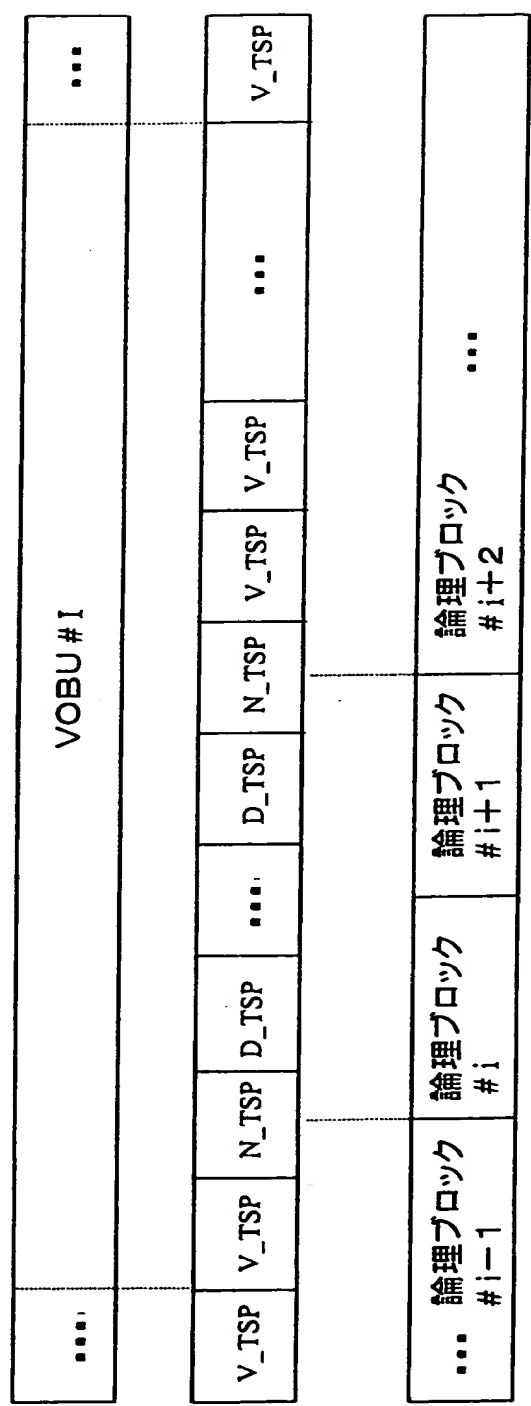 ... VOBU#I ...
V_TSP V_TSP N_TSP D_TSP ... D_TSP N_TSP V_TSP V_TSP ... V_TSP
... 論理ブロック 論理ブロック 論理ブロック 論理ブロック ...
#i−1 #i #i+1 #i+2